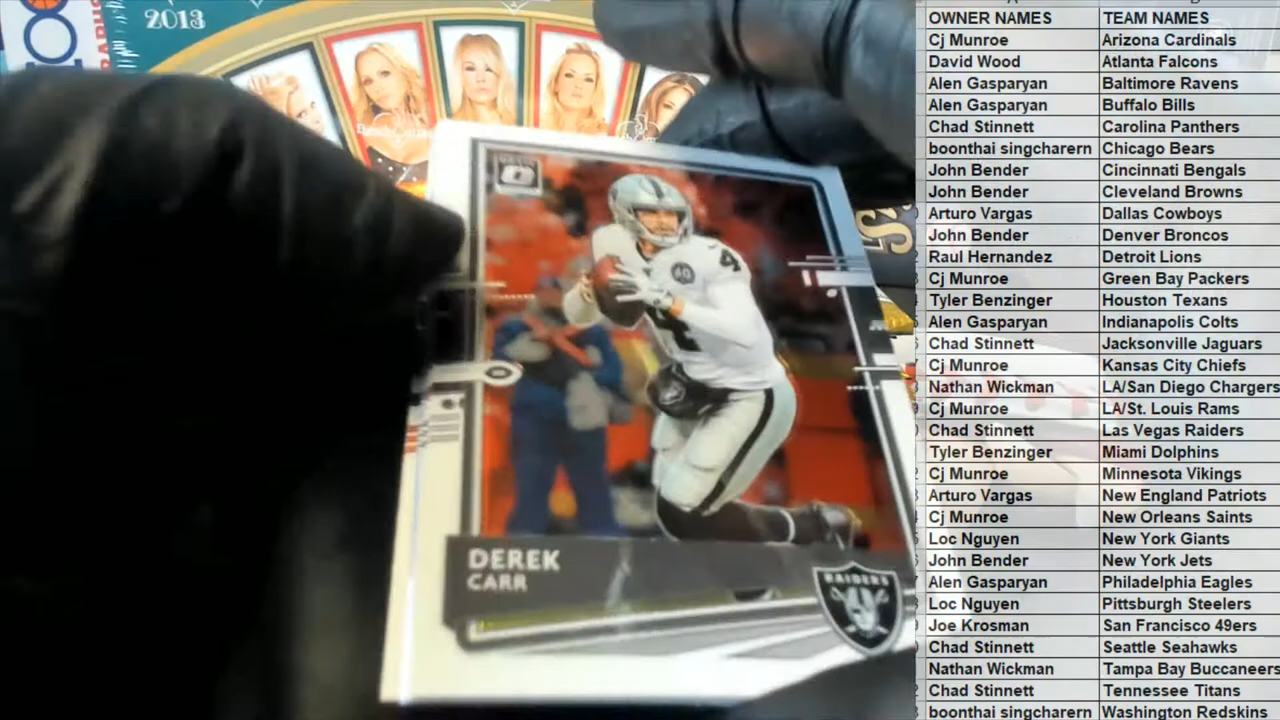 2013
OPTIC
4
40
4
DEREK
CARR
RAIDERS
OWNER NAMES TEAM NAMES
Cj Munroe Arizona Cardinals
David Wood Atlanta Falcons
Alen Gasparyan Baltimore Ravens
Alen Gasparyan Buffalo Bills
Chad Stinnett Carolina Panthers
boonthai singcharern Chicago Bears
John Bender Cincinnati Bengals
John Bender Cleveland Browns
Arturo Vargas Dallas Cowboys
John Bender Denver Broncos
Raul Hernandez Detroit Lions
Cj Munroe Green Bay Packers
Tyler Benzinger Houston Texans
Alen Gasparyan Indianapolis Colts
Chad Stinnett Jacksonville Jaguars
Cj Munroe Kansas City Chiefs
Nathan Wickman LA/San Diego Chargers
Cj Munroe LA/St. Louis Rams
Chad Stinnett Las Vegas Raiders
Tyler Benzinger Miami Dolphins
Cj Munroe Minnesota Vikings
Arturo Vargas New England Patriots
Cj Munroe New Orleans Saints
Loc Nguyen New York Giants
John Bender New York Jets
Alen Gasparyan Philadelphia Eagles
Loc Nguyen Pittsburgh Steelers
Joe Krosman San Francisco 49ers
Chad Stinnett Seattle Seahawks
Nathan Wickman Tampa Bay Buccaneers
Chad Stinnett Tennessee Titans
boonthai singcharern Washington Redskins